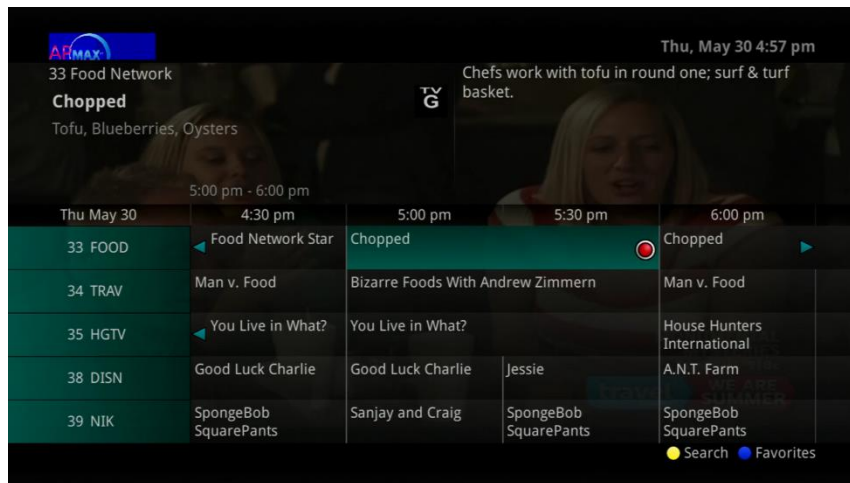 ARMAX
Thu, May 30 4:57 pm
33 Food Network
Chopped
Tofu, Blueberries, Oysters
5:00 pm - 6:00 pm
TV
G
Chefs work with tofu in round one; surf & turf
basket.
Thu May 30 4:30 pm 5:00 pm 5:30 pm 6:00 pm
33 FOOD Food Network Star Chopped Chopped
34 TRAV Man v. Food Bizarre Foods With Andrew Zimmern Man v. Food
35 HGTV You Live in What? You Live in What? House Hunters
International
38 DISN Good Luck Charlie Good Luck Charlie Jessie A.N.T. Farm
39 NIK SpongeBob
SquarePants Sanjay and Craig SpongeBob
SquarePants SpongeBob
SquarePants
travel
WE ARE
SUMMER
Search Favorites